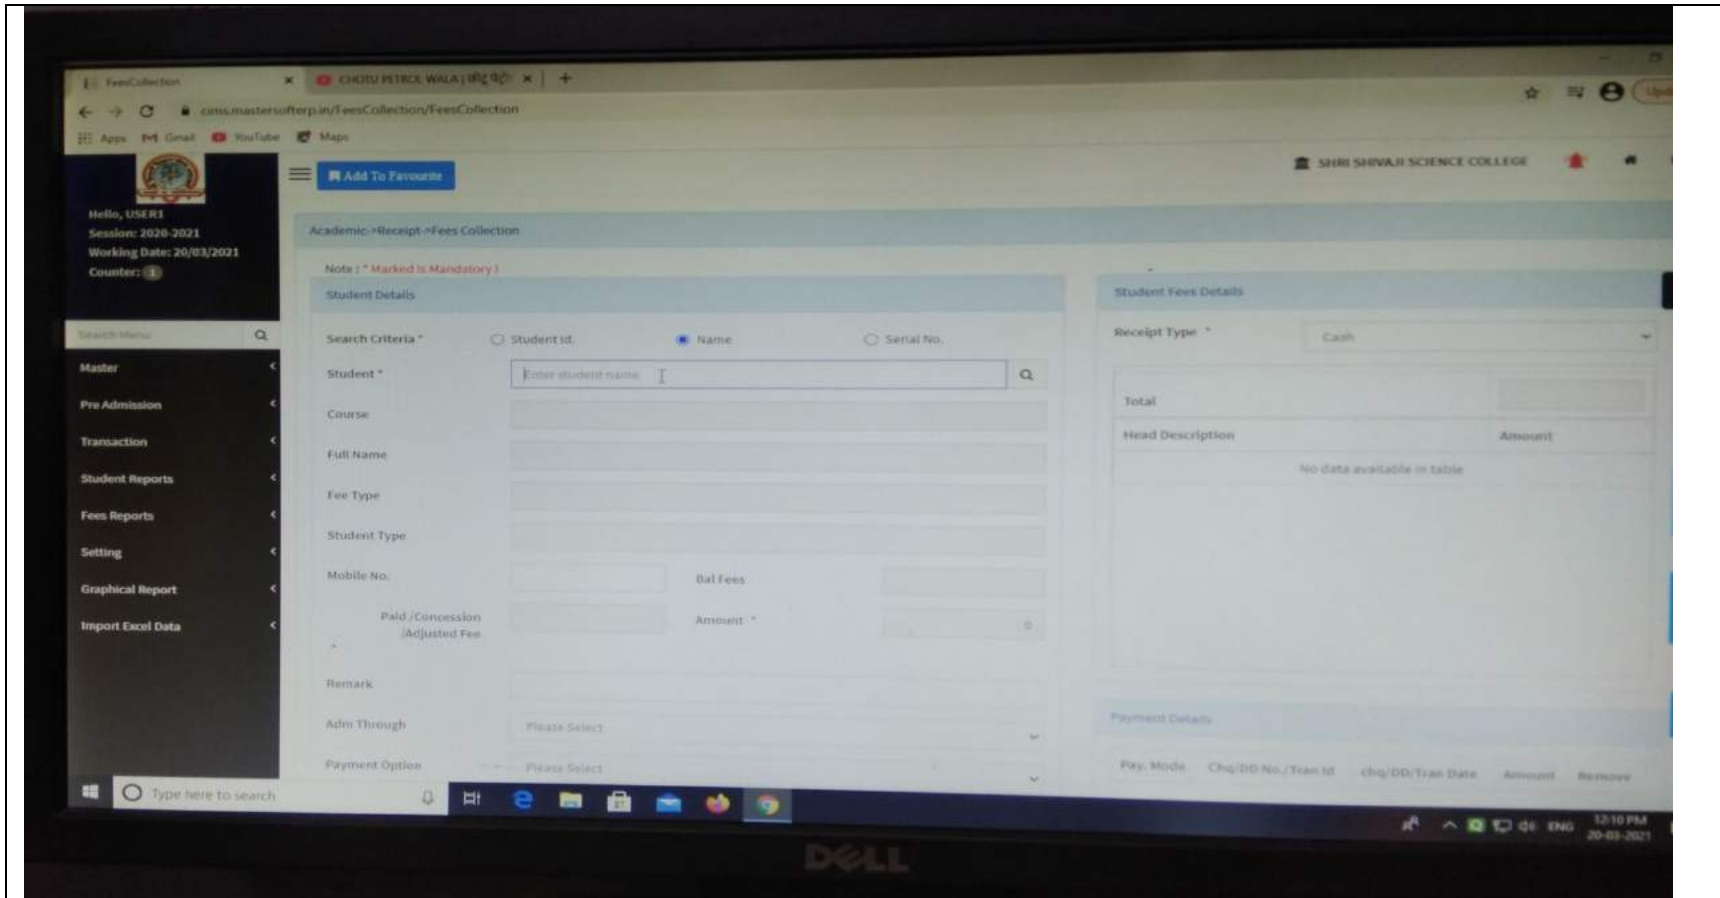 FeesCollection
CHOTU PETROL WALA | छोटू पेट्रोल
cims.mastersofterp.in/FeesCollection/FeesCollection
Apps Gmail YouTube Maps
SHRI SHIVAJI SCIENCE COLLEGE
Add To Favourite
Hello, USER1
Session: 2020-2021
Working Date: 20/03/2021
Counter: 1
Search Menu
Master
Pre Admission
Transaction
Student Reports
Fees Reports
Setting
Graphical Report
Import Excel Data
Academic->Receipt->Fees Collection
Note : * Marked Is Mandatory !
Student Details
Search Criteria * Student Id. Name Serial No.
Student * Enter student name
Course
Full Name
Fee Type
Student Type
Mobile No. Bal Fees
Paid /Concession
/Adjusted Fee
Amount * 0
Remark
Adm Through Please Select
Payment Option Please Select
Student Fees Details
Receipt Type * Cash
Total
Head Description Amount
No data available in table
Payment Details
Pay. Mode Chq/DD No./Tran Id chq/DD/Tran Date Amount Remove
Type here to search
ENG
12:10 PM
20-03-2021
DELL